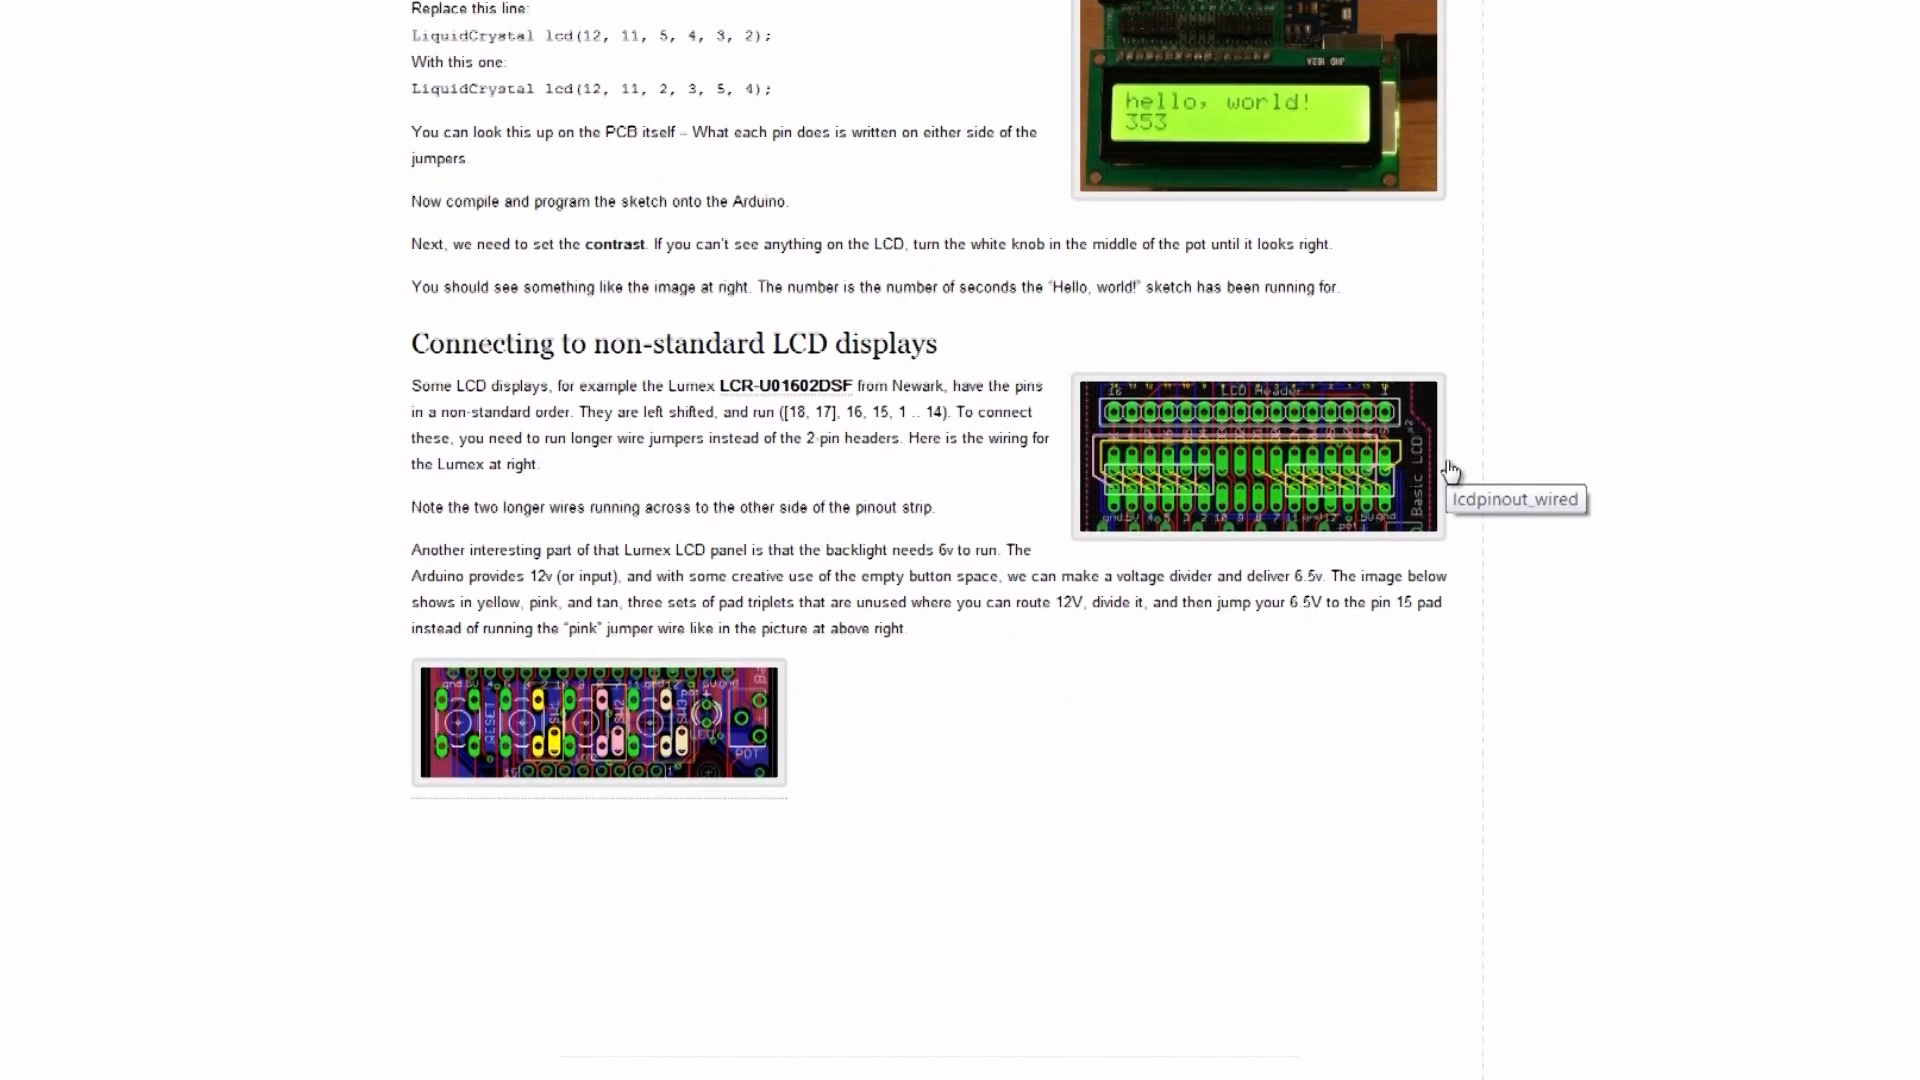 Replace this line:
LiquidCrystal lcd(12, 11, 5, 4, 3, 2);
With this one:
LiquidCrystal lcd(12, 11, 2, 3, 5, 4);
You can look this up on the PCB itself – What each pin does is written on either side of the
jumpers.
Now compile and program the sketch onto the Arduino.
Next, we need to set the contrast. If you can't see anything on the LCD, turn the white knob in the middle of the pot until it looks right.
You should see something like the image at right. The number is the number of seconds the "Hello, world!" sketch has been running for.
hello, world!
353
Connecting to non-standard LCD displays
Some LCD displays, for example the Lumex LCR-U01602DSF from Newark, have the pins
in a non-standard order. They are left shifted, and run ([18, 17], 16, 15, 1 .. 14). To connect
these, you need to run longer wire jumpers instead of the 2-pin headers. Here is the wiring for
the Lumex at right.
Note the two longer wires running across to the other side of the pinout strip.
LCD Header
Basic LCD
lcdpinout_wired
Another interesting part of that Lumex LCD panel is that the backlight needs 6v to run. The
Arduino provides 12v (or input), and with some creative use of the empty button space, we can make a voltage divider and deliver 6.5v. The image below
shows in yellow, pink, and tan, three sets of pad triplets that are unused where you can route 12V, divide it, and then jump your 6.5V to the pin 15 pad
instead of running the "pink" jumper wire like in the picture at above right.
RESET
SW1
SW2
SW3
POT